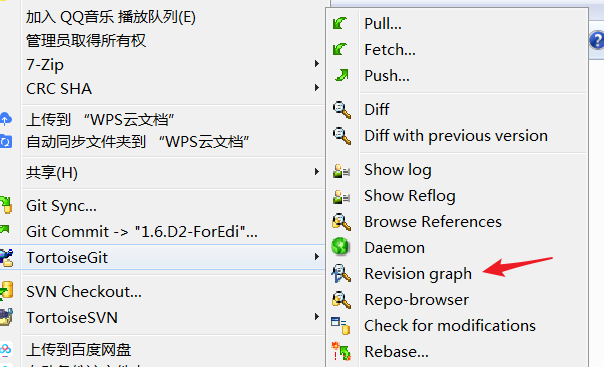 加入 QQ音乐 播放队列(E)
管理员取得所有权
7-Zip
CRC SHA
上传到 “WPS云文档”
自动同步文件夹到 “WPS云文档”
共享(H)
Git Sync...
Git Commit -> "1.6.D2-ForEdi"...
TortoiseGit
SVN Checkout...
TortoiseSVN
上传到百度网盘
Pull...
Fetch...
Push...
Diff
Diff with previous version
Show log
Show Reflog
Browse References
Daemon
Revision graph
Repo-browser
Check for modifications
Rebase...